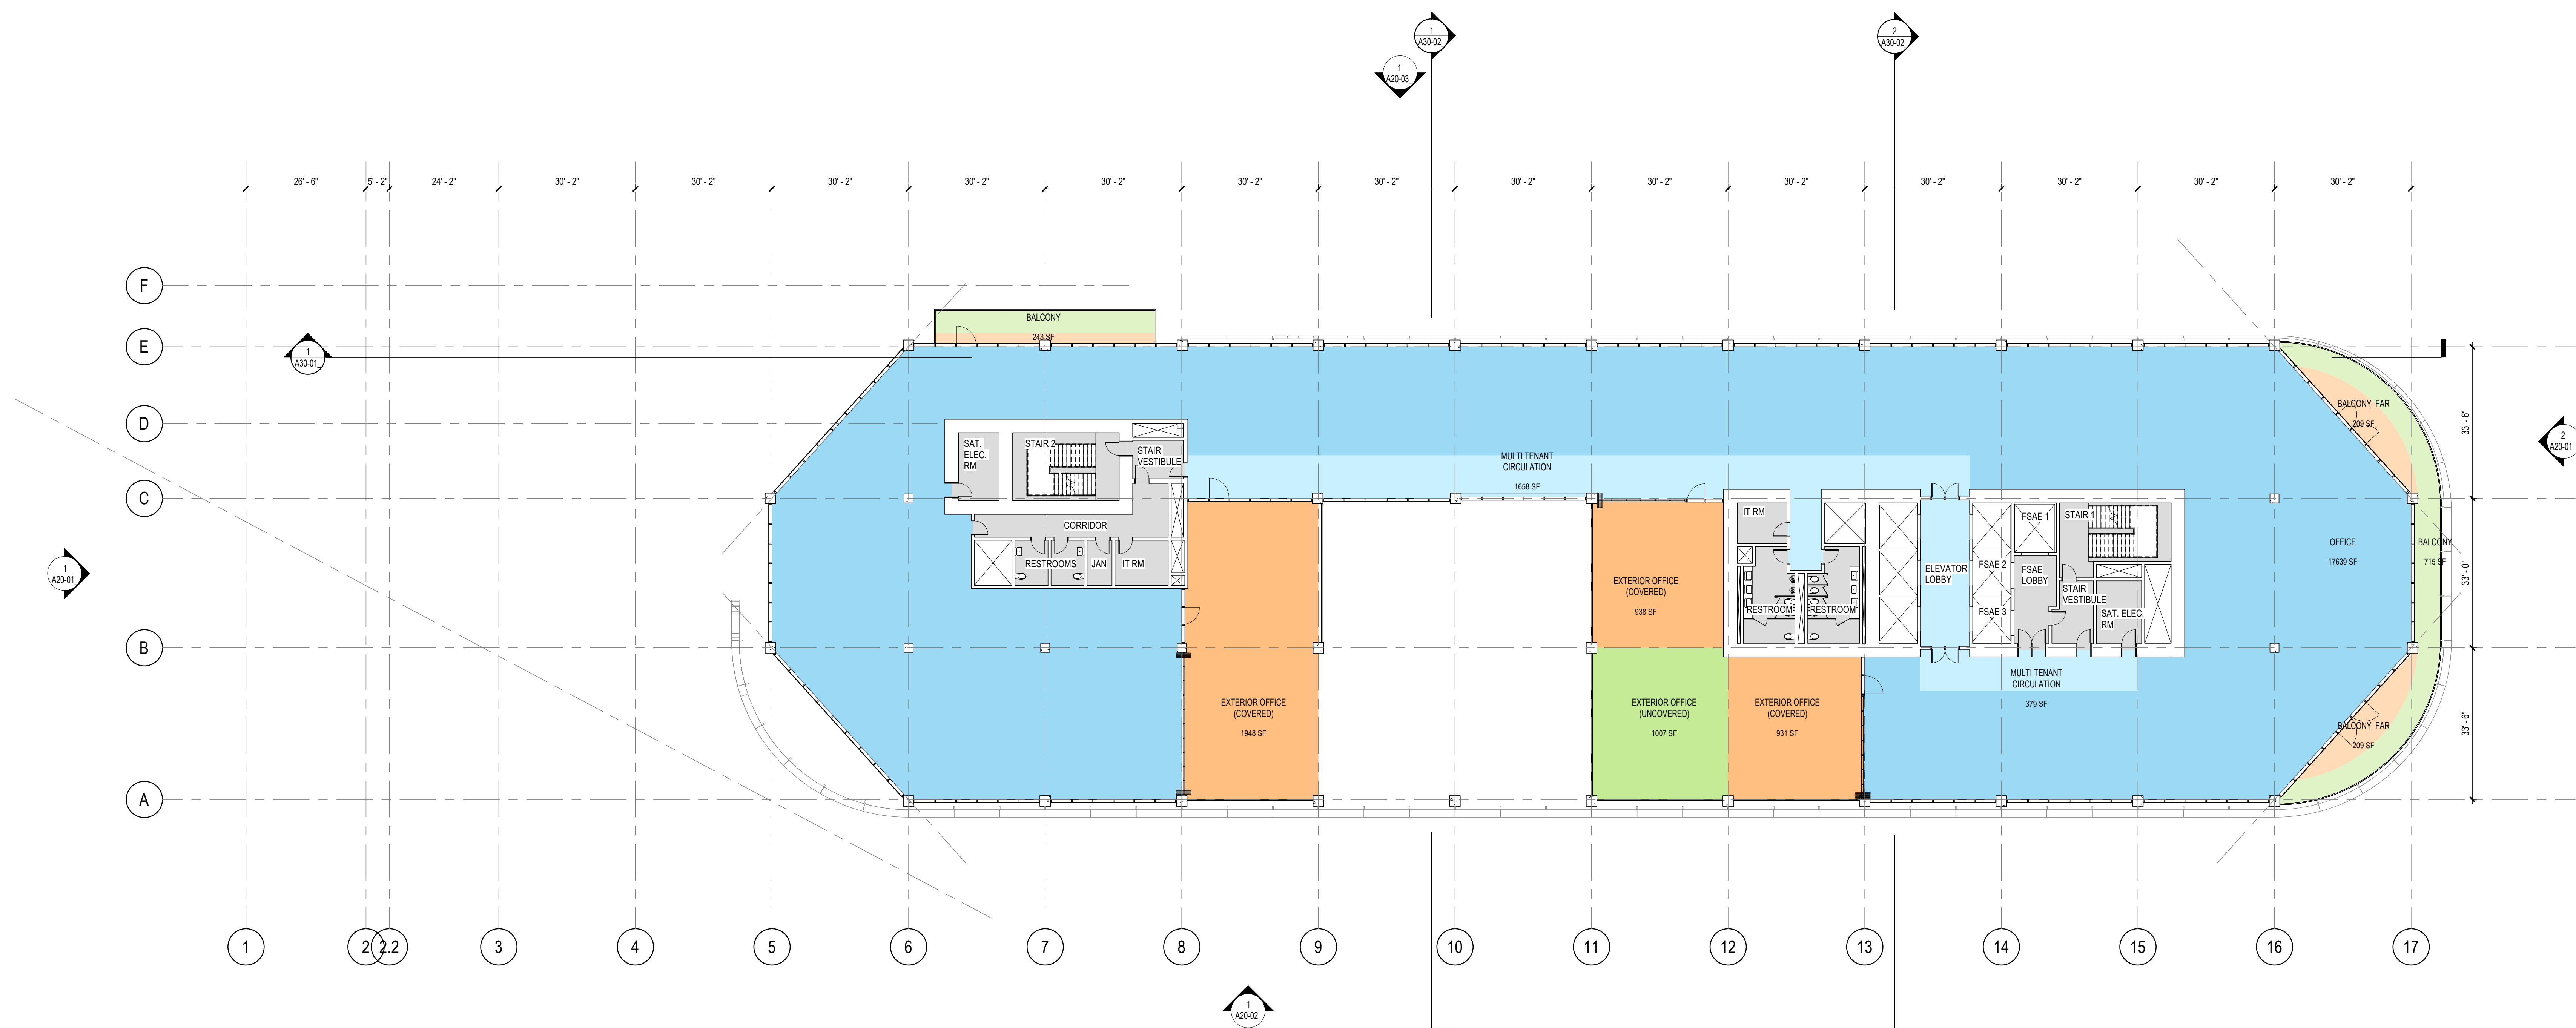 1
A30-02_
2
A30-02_
1
A20-03_
26' - 6"
5' - 2"
24' - 2"
30' - 2"
30' - 2"
30' - 2"
30' - 2"
30' - 2"
30' - 2"
30' - 2"
30' - 2"
30' - 2"
30' - 2"
30' - 2"
30' - 2"
30' - 2"
30' - 2"
F
BALCONY
243 SF
E
1
A30-01_
BALCONY_FAR
209 SF
33' - 6"
D
SAT.
ELEC.
RM
STAIR 2
STAIR
VESTIBULE
MULTI TENANT
CIRCULATION
1658 SF
2
A20-01_
C
CORRIDOR
IT RM
FSAE 1
STAIR 1
RESTROOMS
JAN
IT RM
EXTERIOR OFFICE
(COVERED)
938 SF
ELEVATOR
LOBBY
FSAE 2
FSAE
LOBBY
OFFICE
17639 SF
BALCONY
715 SF
33' - 0"
1
A20-01_
RESTROOM
RESTROOM
FSAE 3
STAIR
VESTIBULE
SAT. ELEC.
RM
B
MULTI TENANT
CIRCULATION
379 SF
EXTERIOR OFFICE
(COVERED)
1948 SF
EXTERIOR OFFICE
(UNCOVERED)
1007 SF
EXTERIOR OFFICE
(COVERED)
931 SF
BALCONY_FAR
209 SF
33' - 6"
A
1
2
2.2
3
4
5
6
7
8
9
10
11
12
13
14
15
16
17
1
A20-02_